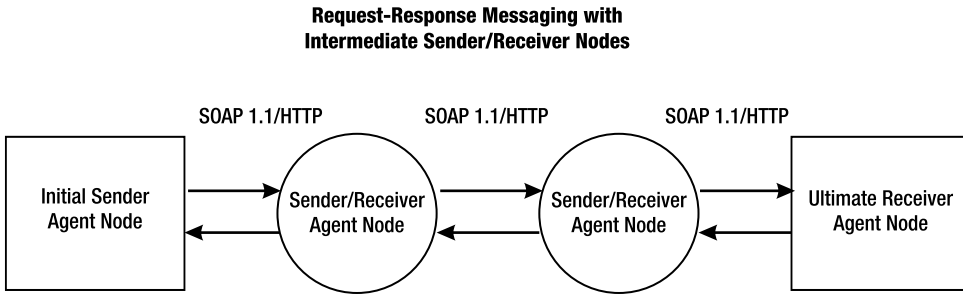 Request-Response Messaging with
Intermediate Sender/Receiver Nodes
SOAP 1.1/HTTP
SOAP 1.1/HTTP
SOAP 1.1/HTTP
Initial Sender
Agent Node
Sender/Receiver
Agent Node
Sender/Receiver
Agent Node
Ultimate Receiver
Agent Node